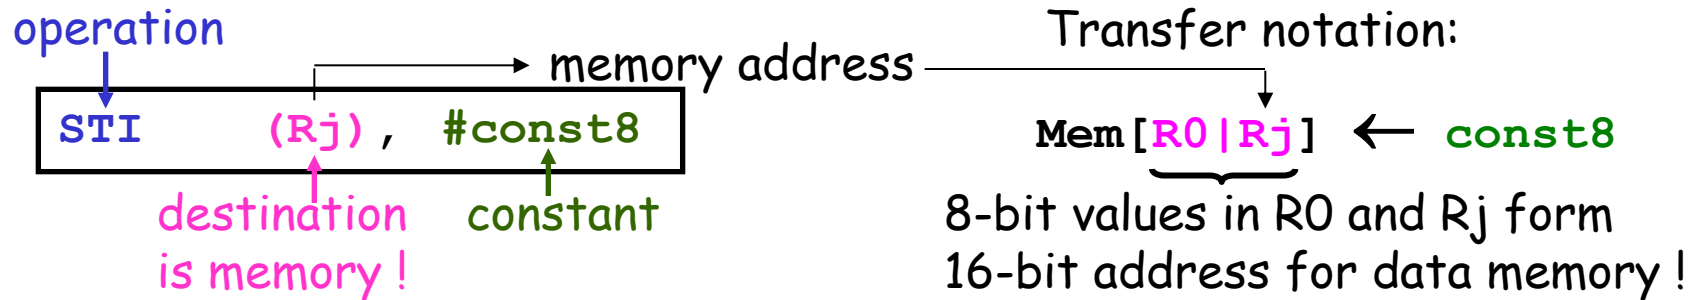 operation
Transfer notation:
memory address
STI (Rj), #const8
Mem[R0|Rj] ← const8
destination
is memory !
constant
8-bit values in R0 and Rj form
16-bit address for data memory !